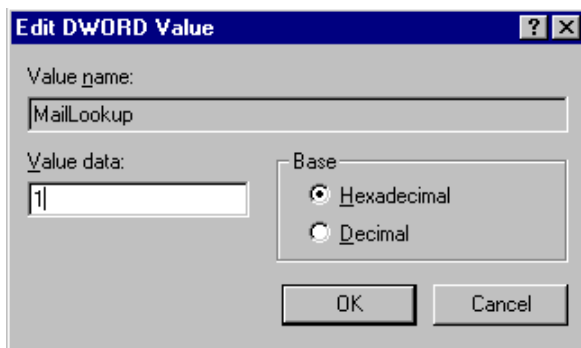 Edit DWORD Value
Value name:
MailLookup
Value data:
1
Base
Hexadecimal
Decimal
OK
Cancel